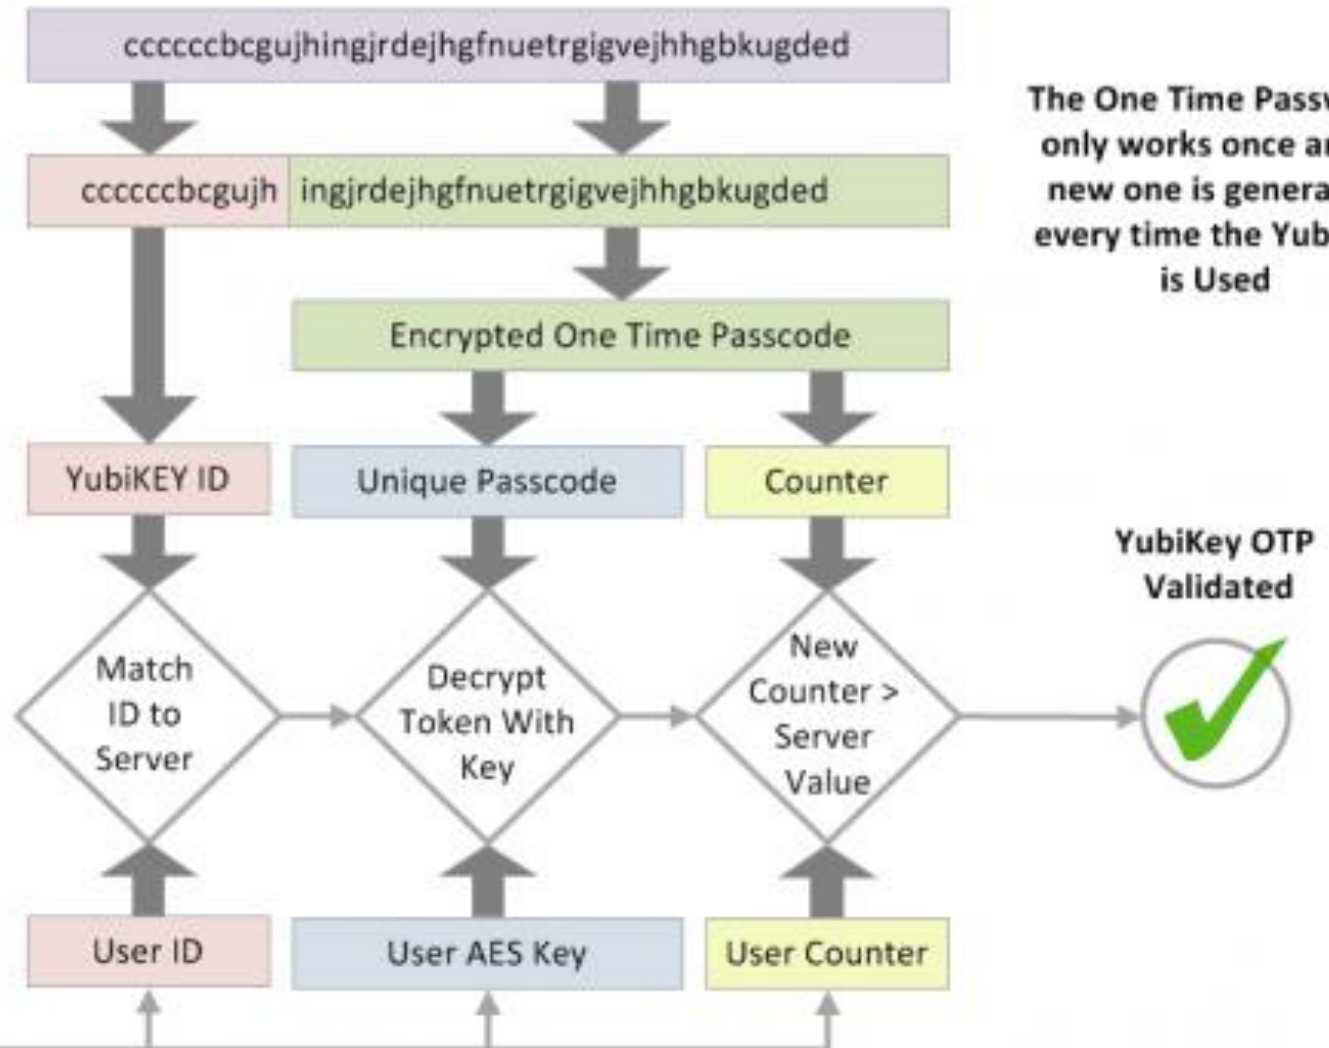 ccccccbcgujhingjrdejhgfnuetrgigvejhhgbkugded
ccccccbcgujh ingjrdejhgfnuetrgigvejhhgbkugded
The One Time
only works once
new one is
every time the
is Used
Encrypted One Time Passcode
YubiKEY ID
Unique Passcode
Counter
Match
ID to
Server
Decrypt
Token With
Key
New
Counter >
Server
Value
YubiKey OTP
Validated
User ID
User AES Key
User Counter